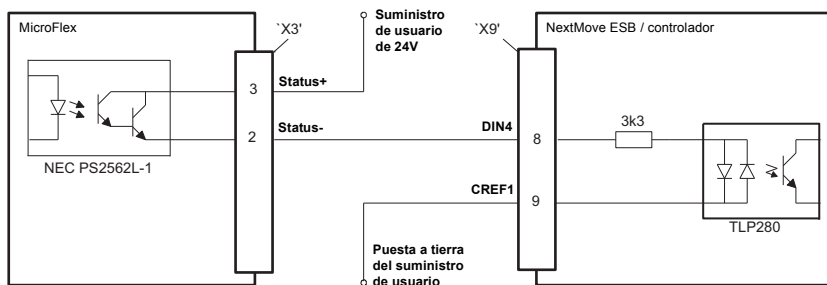 MicroFlex
`X3'
Suministro
de usuario
de 24V
`X9'
NextMove ESB / controlador
3
Status+
2
Status-
DIN4
8
3k3
NEC PS2562L-1
CREF1
9
TLP280
Puesta a tierra
del suministro
de usuario